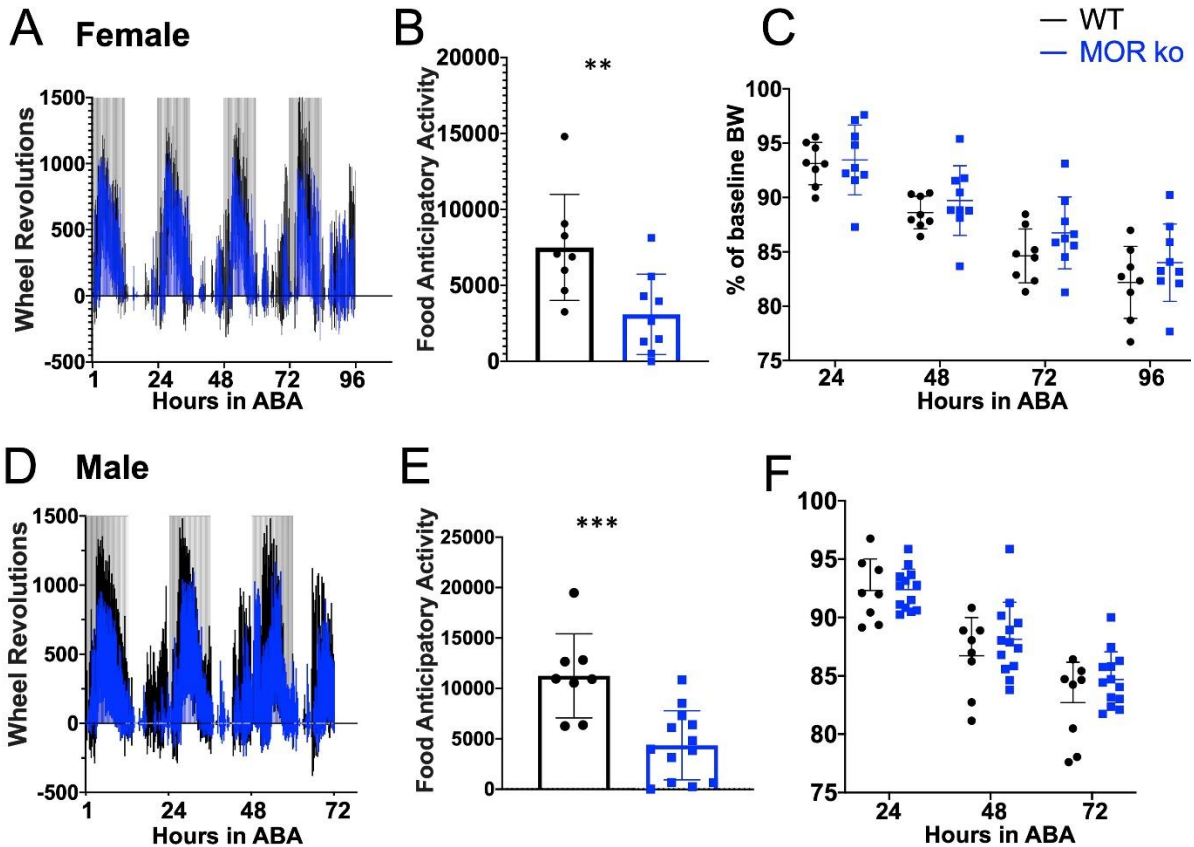 A Female
Wheel Revolutions
1500
1000
500
0
-500
1 24 48 72 96
Hours in ABA
B
**
Food Anticipatory Activity
20000
15000
10000
5000
0
C
WT
MOR ko
% of baseline BW
100
95
90
85
80
75
24 48 72 96
Hours in ABA
D Male
Wheel Revolutions
1500
1000
500
0
-500
1 24 48 72
Hours in ABA
E
***
Food Anticipatory Activity
25000
20000
15000
10000
5000
0
F
100
95
90
85
80
75
24 48 72
Hours in ABA